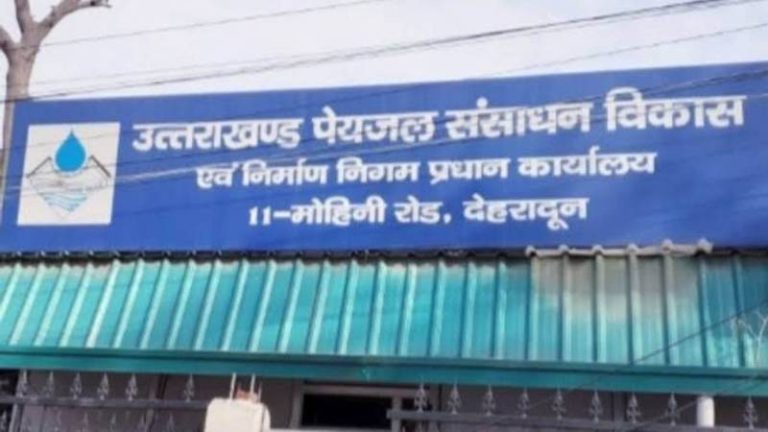 उत्तराखण्ड पेयजल संसाधन विकास
एवं निर्माण निगम प्रधान कार्यालय
11-मोहिनी रोड, देहरादून